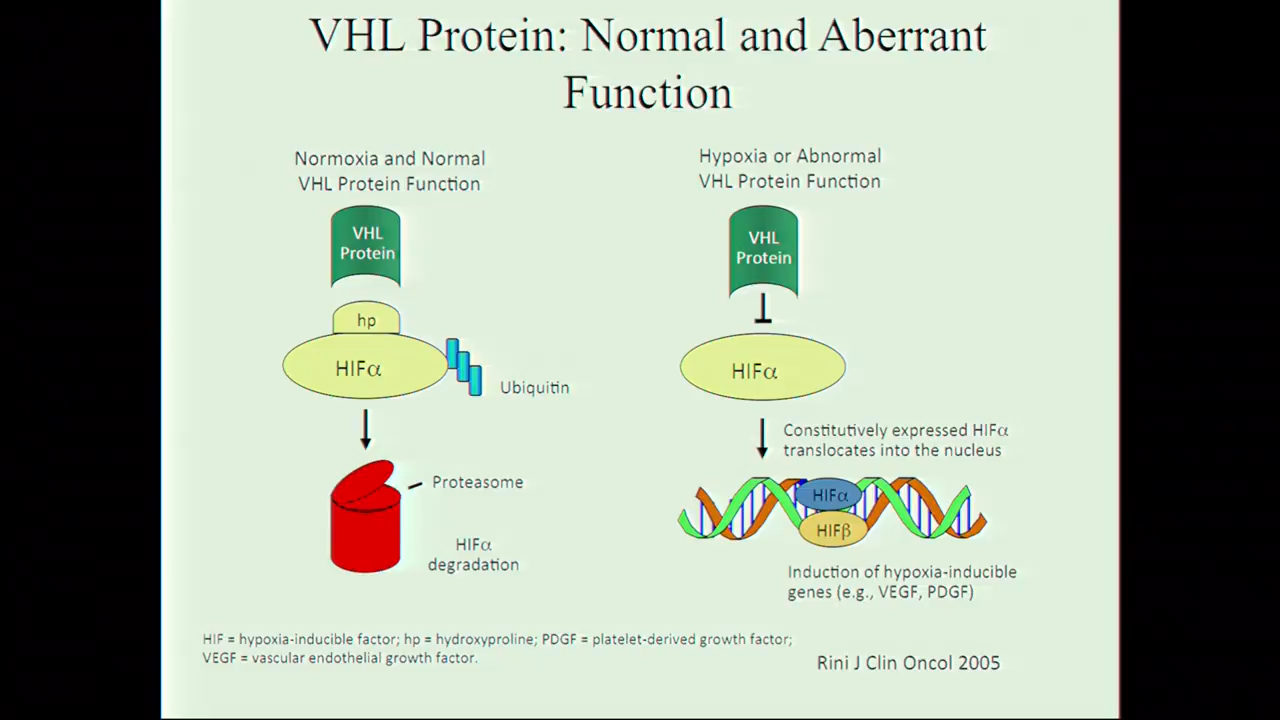 VHL Protein: Normal and Aberrant
Function
Normoxia and Normal
VHL Protein Function
VHL
Protein
hp
HIFα
Ubiquitin
Proteasome
HIFα
degradation
Hypoxia or Abnormal
VHL Protein Function
VHL
Protein
HIFα
Constitutively expressed HIFα
translocates into the nucleus
HIFα
HIFβ
Induction of hypoxia-inducible
genes (e.g., VEGF, PDGF)
HIF = hypoxia-inducible factor; hp = hydroxyproline; PDGF = platelet-derived growth factor;
VEGF = vascular endothelial growth factor.
Rini J Clin Oncol 2005